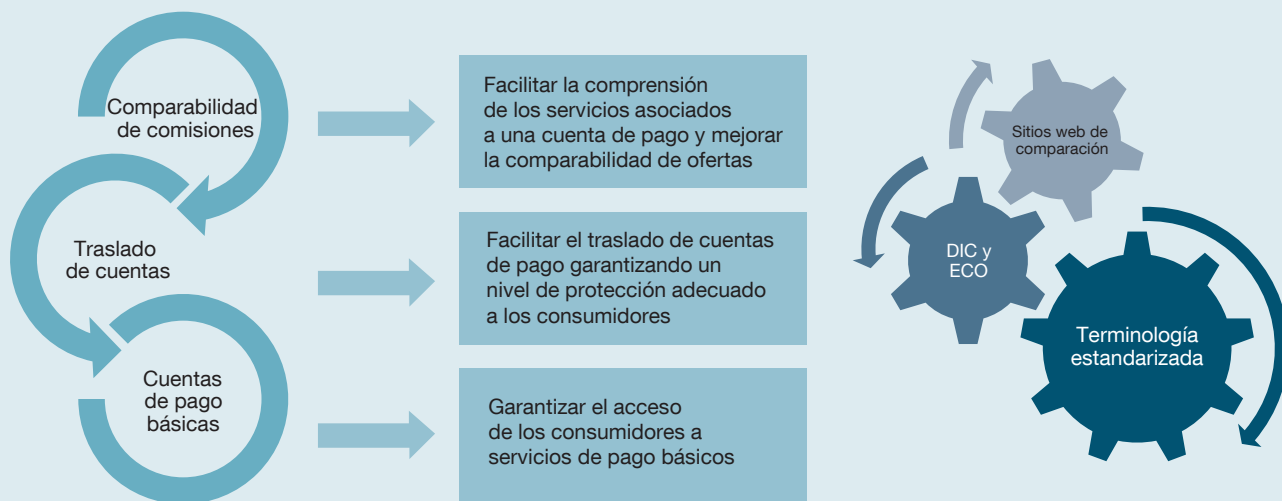 Comparabilidad
de comisiones
Facilitar la comprensión
de los servicios asociados
a una cuenta de pago y mejorar
la comparabilidad de ofertas
Traslado
de cuentas
Facilitar el traslado de cuentas
de pago garantizando un
nivel de protección adecuado
a los consumidores
Cuentas
de pago
básicas
Garantizar el acceso
de los consumidores a
servicios de pago básicos
Sitios web de
comparación
DIC y
ECO
Terminología
estandarizada